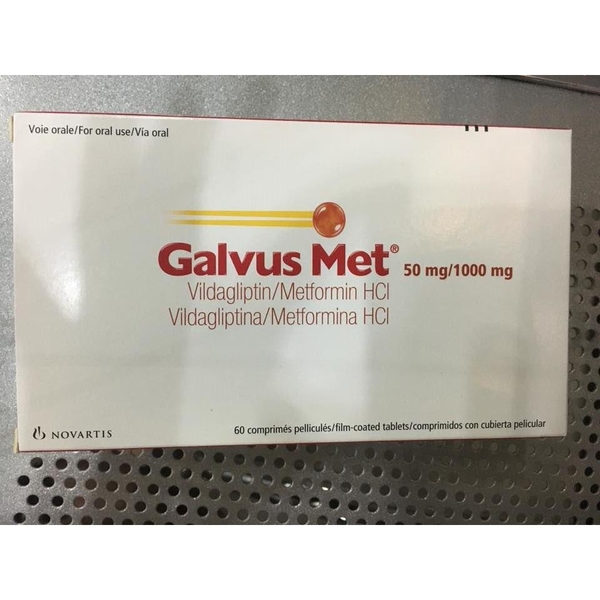 Voie orale/For oral use/Vía oral
Galvus Met® 50 mg/1000 mg
Vildagliptin/Metformin HCl
Vildagliptina/Metformina HCl
60 comprimés pelliculés/film-coated tablets/comprimidos con cubierta pelicular
NOVARTIS